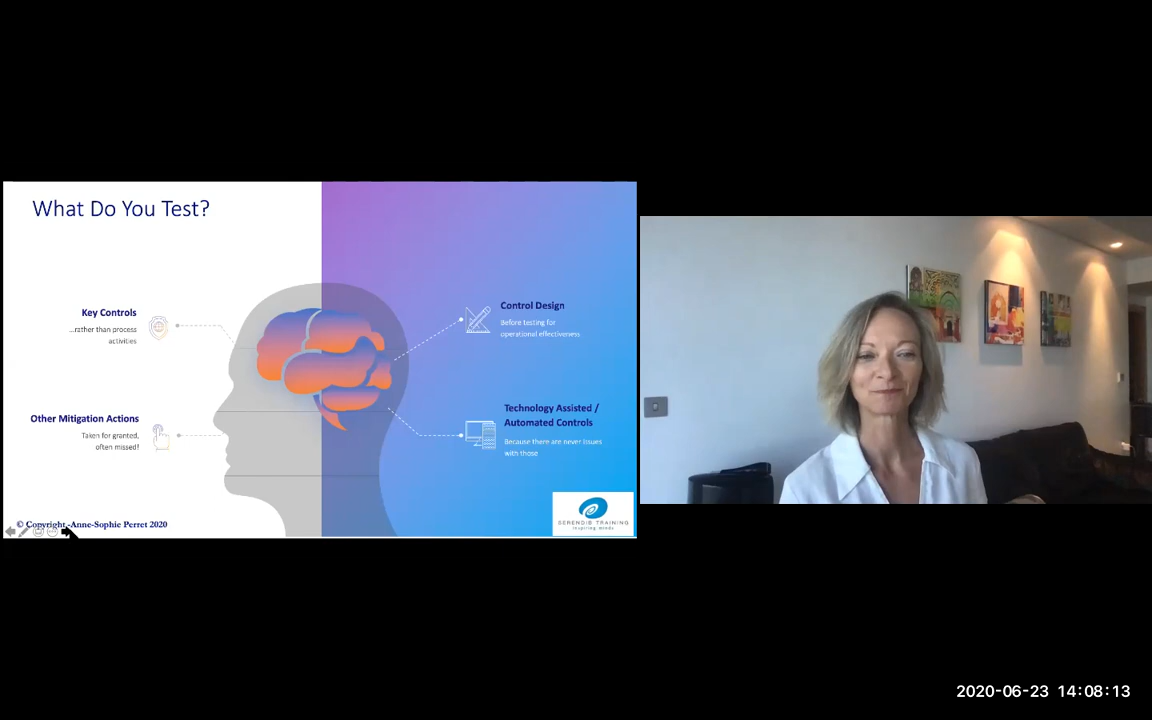 What Do You Test?
Key Controls
...rather than process
activities
Other Mitigation Actions
Taken for granted,
often missed!
Control Design
Before testing for
operational effectiveness
Technology Assisted /
Automated Controls
Because there are never issues
with those
© Copyright -Anne-Sophie Perret 2020
SERENDIB TRAINING
inspiring minds
2020-06-23 14:08:13